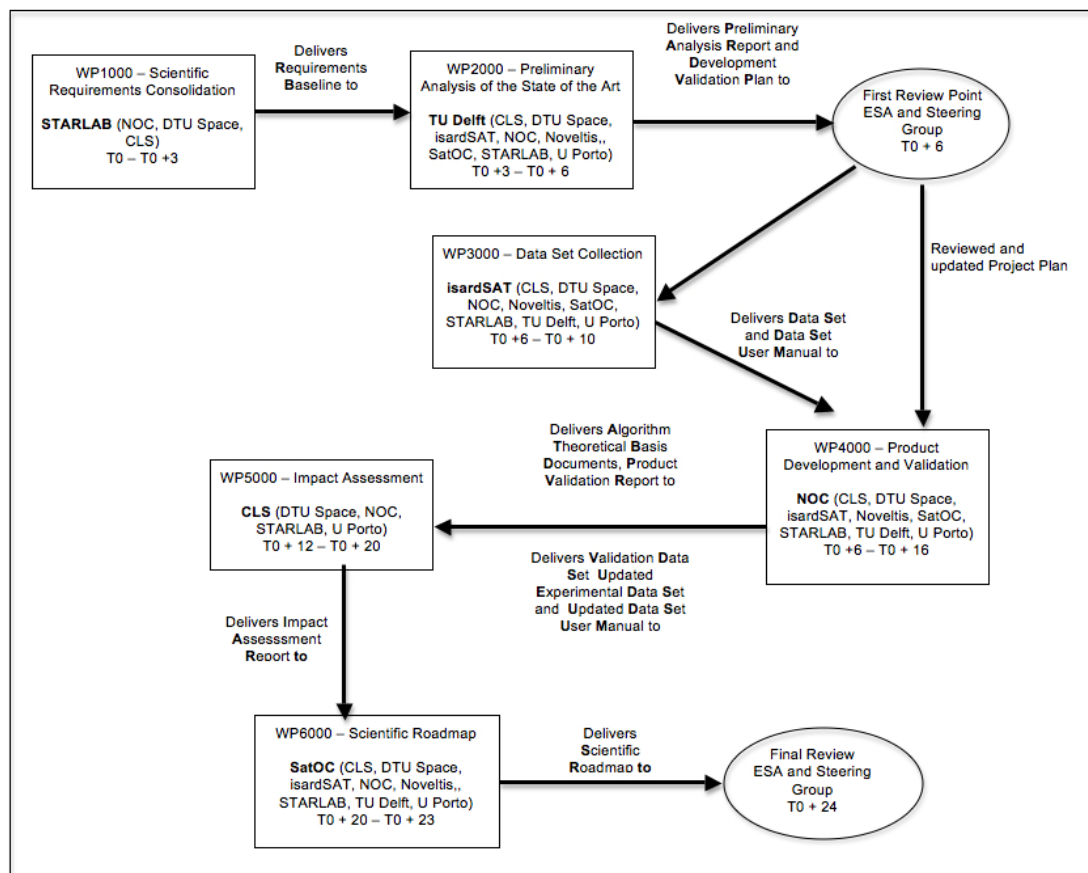 Delivers
Requirements
Baseline to
Delivers Preliminary
Analysis Report and
Development
Validation Plan to
WP1000 – Scientific
Requirements Consolidation
STARLAB (NOC, DTU Space,
CLS)
T0 – T0 +3
WP2000 – Preliminary
Analysis of the State of the Art
TU Delft (CLS, DTU Space,
isardSAT, NOC, Noveltis,,
SatOC, STARLAB, U Porto)
T0 +3 – T0 + 6
First Review Point
ESA and Steering
Group
T0 + 6
WP3000 – Data Set Collection
isardSAT (CLS, DTU Space,
NOC, Noveltis, SatOC,
STARLAB, TU Delft, U Porto)
T0 +6 – T0 + 10
Reviewed and
updated Project Plan
Delivers Data Set
and Data Set
User Manual to
Delivers Algorithm
Theoretical Basis
Documents, Product
Validation Report to
WP4000 – Product
Development and Validation
NOC (CLS, DTU Space,
isardSAT, Noveltis, SatOC,
STARLAB, TU Delft, U Porto)
T0 +6 – T0 + 16
WP5000 – Impact Assessment
CLS (DTU Space, NOC,
STARLAB, U Porto)
T0 + 12 – T0 + 20
Delivers Validation Data
Set Updated
Experimental Data Set
and Updated Data Set
User Manual to
Delivers Impact
Assesssment
Report to
WP6000 – Scientific Roadmap
SatOC (CLS, DTU Space,
isardSAT, NOC, Noveltis,,
STARLAB, TU Delft, U Porto)
T0 + 20 – T0 + 23
Delivers
Scientific
Roadmap to
Final Review
ESA and Steering
Group
T0 + 24